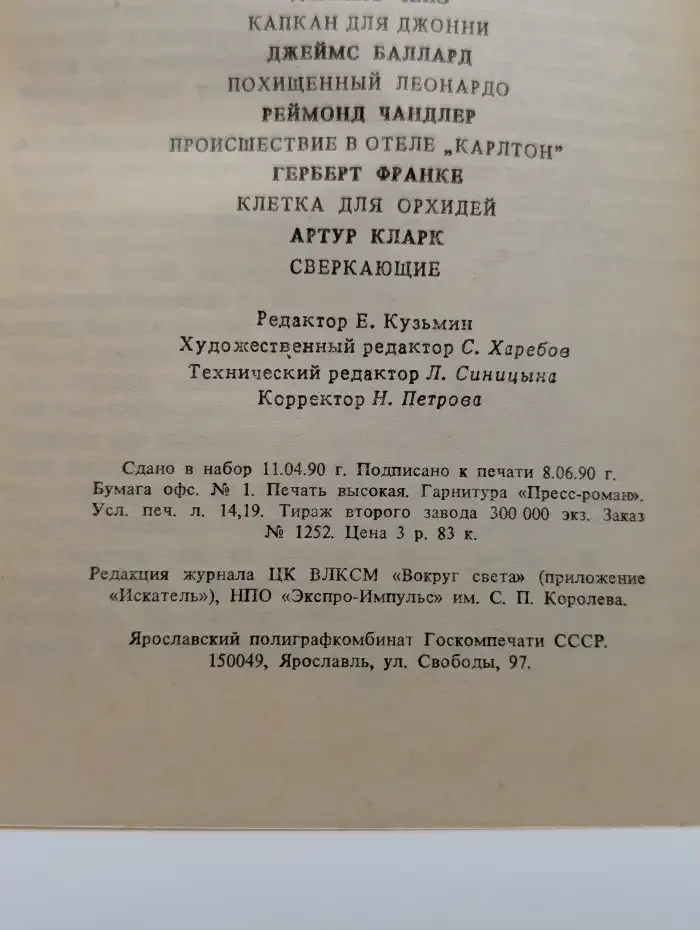 КАПКАН ДЛЯ ДЖОННИ
ДЖЕЙМС БАЛЛАРД
ПОХИЩЕННЫЙ ЛЕОНАРДО
РЕЙМОНД ЧАНДЛЕР
ПРОИСШЕСТВИЕ В ОТЕЛЕ „КАРЛТОН”
ГЕРБЕРТ ФРАНКЕ
КЛЕТКА ДЛЯ ОРХИДЕЙ
АРТУР КЛАРК
СВЕРКАЮЩИЕ
Редактор Е. Кузьмин
Художественный редактор С. Харебов
Технический редактор Л. Синицына
Корректор Н. Петрова
Сдано в набор 11.04.90 г. Подписано к печати 8.06.90 г.
Бумага офс. № 1. Печать высокая. Гарнитура «Пресс-роман».
Усл. печ. л. 14,19. Тираж второго завода 300 000 экз. Заказ
№ 1252. Цена 3 р. 83 к.
Редакция журнала ЦК ВЛКСМ «Вокруг света» (приложение
«Искатель»), НПО «Экспро-Импульс» им. С. П. Королева.
Ярославский полиграфкомбинат Госкомпечати СССР.
150049, Ярославль, ул. Свободы, 97.